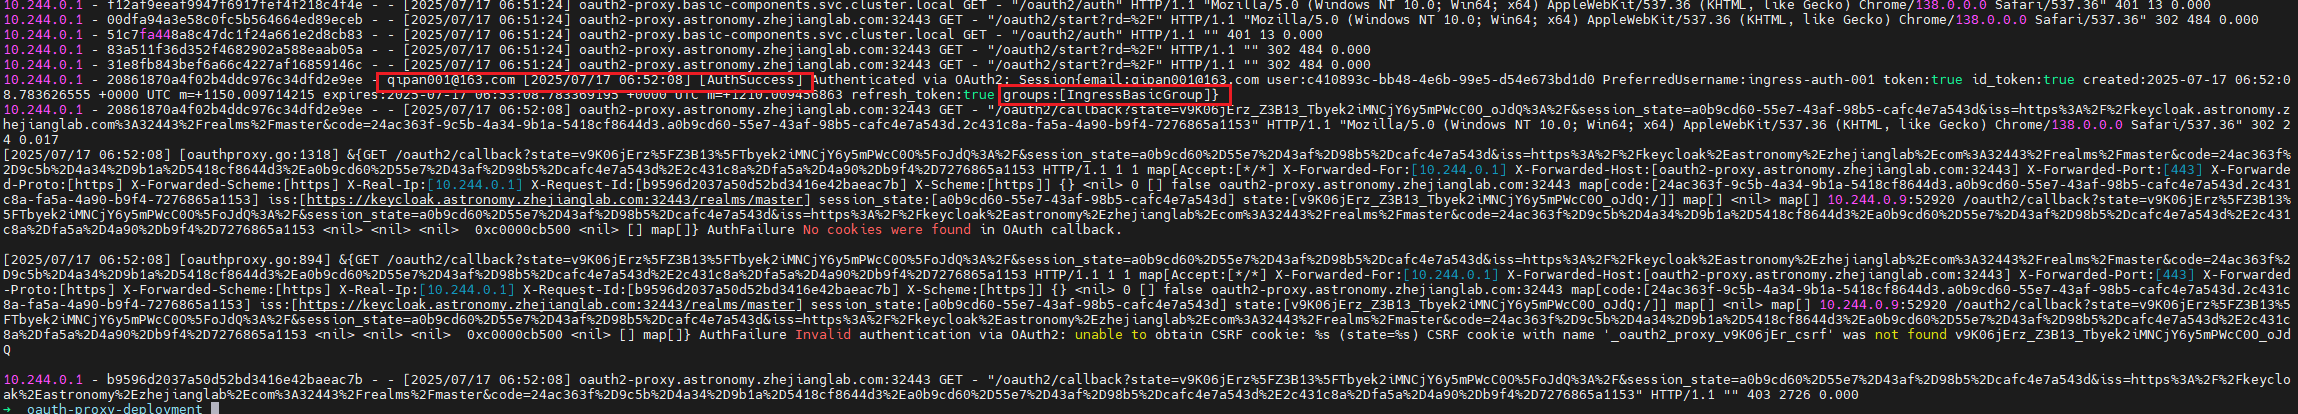 10.244.0.1 - f12af9eeaf9947f6917fef4f218c4f4e - - [2025/07/17 06:51:24] oauth2-proxy.basic-components.svc.cluster.local GET - "/oauth2/auth" HTTP/1.1 "Mozilla/5.0 (Windows NT 10.0; Win64; x64) AppleWebKit/537.36 (KHTML, like Gecko) Chrome/138.0.0.0 Safari/537.36" 401 13 0.000
10.244.0.1 - 00dfa94a3e58c0fc5b564664ed89eceb - - [2025/07/17 06:51:24] oauth2-proxy.astronomy.zhejianglab.com:32443 GET - "/oauth2/start?rd=%2F" HTTP/1.1 "Mozilla/5.0 (Windows NT 10.0; Win64; x64) AppleWebKit/537.36 (KHTML, like Gecko) Chrome/138.0.0.0 Safari/537.36" 302 484 0.000
10.244.0.1 - 51c7fa448a8c47dc1f24a661e2d8cb83 - - [2025/07/17 06:51:24] oauth2-proxy.basic-components.svc.cluster.local GET - "/oauth2/auth" HTTP/1.1 "" 401 13 0.000
10.244.0.1 - 83a511f36d352f4682902a588eaab05a - - [2025/07/17 06:51:24] oauth2-proxy.astronomy.zhejianglab.com:32443 GET - "/oauth2/start?rd=%2F" HTTP/1.1 "" 302 484 0.000
10.244.0.1 - 31e8fb843bef6a66c4227af16859146c - - [2025/07/17 06:51:24] oauth2-proxy.astronomy.zhejianglab.com:32443 GET - "/oauth2/start?rd=%2F" HTTP/1.1 "" 302 484 0.000
10.244.0.1 - 20861870a4f02b4ddc976c34dfd2e9ee - qipan001@163.com [2025/07/17 06:52:08] [AuthSuccess] Authenticated via OAuth2: Session{email:qipan001@163.com user:c410893c-bb48-4e6b-99e5-d54e673bd1d0 PreferredUsername:ingress-auth-001 token:true id_token:true created:2025-07-17 06:52:0
8.783626555 +0000 UTC m=+1150.009714215 expires:2025-07-17 06:53:08.783369195 +0000 UTC m=+1210.009456863 refresh_token:true groups:[IngressBasicGroup]}
10.244.0.1 - 20861870a4f02b4ddc976c34dfd2e9ee - - [2025/07/17 06:52:08] oauth2-proxy.astronomy.zhejianglab.com:32443 GET - "/oauth2/callback?state=v9K06jErz_Z3B13_Tbyek2iMNCjY6y5mPWcC0O_oJdQ%3A%2F&session_state=a0b9cd60-55e7-43af-98b5-cafc4e7a543d&iss=https%3A%2F%2Fkeycloak.astronomy.z
hejianglab.com%3A32443%2Frealms%2Fmaster&code=24ac363f-9c5b-4a34-9b1a-5418cf8644d3.a0b9cd60-55e7-43af-98b5-cafc4e7a543d.2c431c8a-fa5a-4a90-b9f4-7276865a1153" HTTP/1.1 "Mozilla/5.0 (Windows NT 10.0; Win64; x64) AppleWebKit/537.36 (KHTML, like Gecko) Chrome/138.0.0.0 Safari/537.36" 302 2
4 0.017
[2025/07/17 06:52:08] [oauthproxy.go:1318] &{GET /oauth2/callback?state=v9K06jErz%5FZ3B13%5FTbyek2iMNCjY6y5mPWcC0O%5FoJdQ%3A%2F&session_state=a0b9cd60%2D55e7%2D43af%2D98b5%2Dcafc4e7a543d&iss=https%3A%2F%2Fkeycloak%2Eastronomy%2Ezhejianglab%2Ecom%3A32443%2Frealms%2Fmaster&code=24ac363f%
2D9c5b%2D4a34%2D9b1a%2D5418cf8644d3%2Ea0b9cd60%2D55e7%2D43af%2D98b5%2Dcafc4e7a543d%2E2c431c8a%2Dfa5a%2D4a90%2Db9f4%2D7276865a1153 HTTP/1.1 1 1 map[Accept:[*/*] X-Forwarded-For:[10.244.0.1] X-Forwarded-Host:[oauth2-proxy.astronomy.zhejianglab.com:32443] X-Forwarded-Port:[443] X-Forwarde
d-Proto:[https] X-Forwarded-Scheme:[https] X-Real-Ip:[10.244.0.1] X-Request-Id:[b9596d2037a50d52bd3416e42baeac7b] X-Scheme:[https]] {} <nil> 0 [] false oauth2-proxy.astronomy.zhejianglab.com:32443 map[code:[24ac363f-9c5b-4a34-9b1a-5418cf8644d3.a0b9cd60-55e7-43af-98b5-cafc4e7a543d.2c431
c8a-fa5a-4a90-b9f4-7276865a1153] iss:[https://keycloak.astronomy.zhejianglab.com:32443/realms/master] session_state:[a0b9cd60-55e7-43af-98b5-cafc4e7a543d] state:[v9K06jErz_Z3B13_Tbyek2iMNCjY6y5mPWcC0O_oJdQ:/]] map[] <nil> map[] 10.244.0.9:52920 /oauth2/callback?state=v9K06jErz%5FZ3B13%
5FTbyek2iMNCjY6y5mPWcC0O%5FoJdQ%3A%2F&session_state=a0b9cd60%2D55e7%2D43af%2D98b5%2Dcafc4e7a543d&iss=https%3A%2F%2Fkeycloak%2Eastronomy%2Ezhejianglab%2Ecom%3A32443%2Frealms%2Fmaster&code=24ac363f%2D9c5b%2D4a34%2D9b1a%2D5418cf8644d3%2Ea0b9cd60%2D55e7%2D43af%2D98b5%2Dcafc4e7a543d%2E2c431
c8a%2Dfa5a%2D4a90%2Db9f4%2D7276865a1153 <nil> <nil> <nil>  0xc0000cb500 <nil> [] map[]} AuthFailure No cookies were found in OAuth callback.
[2025/07/17 06:52:08] [oauthproxy.go:894] &{GET /oauth2/callback?state=v9K06jErz%5FZ3B13%5FTbyek2iMNCjY6y5mPWcC0O%5FoJdQ%3A%2F&session_state=a0b9cd60%2D55e7%2D43af%2D98b5%2Dcafc4e7a543d&iss=https%3A%2F%2Fkeycloak%2Eastronomy%2Ezhejianglab%2Ecom%3A32443%2Frealms%2Fmaster&code=24ac363f%2
D9c5b%2D4a34%2D9b1a%2D5418cf8644d3%2Ea0b9cd60%2D55e7%2D43af%2D98b5%2Dcafc4e7a543d%2E2c431c8a%2Dfa5a%2D4a90%2Db9f4%2D7276865a1153 HTTP/1.1 1 1 map[Accept:[*/*] X-Forwarded-For:[10.244.0.1] X-Forwarded-Host:[oauth2-proxy.astronomy.zhejianglab.com:32443] X-Forwarded-Port:[443] X-Forwarded
-Proto:[https] X-Forwarded-Scheme:[https] X-Real-Ip:[10.244.0.1] X-Request-Id:[b9596d2037a50d52bd3416e42baeac7b] X-Scheme:[https]] {} <nil> 0 [] false oauth2-proxy.astronomy.zhejianglab.com:32443 map[code:[24ac363f-9c5b-4a34-9b1a-5418cf8644d3.a0b9cd60-55e7-43af-98b5-cafc4e7a543d.2c431c
8a-fa5a-4a90-b9f4-7276865a1153] iss:[https://keycloak.astronomy.zhejianglab.com:32443/realms/master] session_state:[a0b9cd60-55e7-43af-98b5-cafc4e7a543d] state:[v9K06jErz_Z3B13_Tbyek2iMNCjY6y5mPWcC0O_oJdQ:/]] map[] <nil> map[] 10.244.0.9:52920 /oauth2/callback?state=v9K06jErz%5FZ3B13%5
FTbyek2iMNCjY6y5mPWcC0O%5FoJdQ%3A%2F&session_state=a0b9cd60%2D55e7%2D43af%2D98b5%2Dcafc4e7a543d&iss=https%3A%2F%2Fkeycloak%2Eastronomy%2Ezhejianglab%2Ecom%3A32443%2Frealms%2Fmaster&code=24ac363f%2D9c5b%2D4a34%2D9b1a%2D5418cf8644d3%2Ea0b9cd60%2D55e7%2D43af%2D98b5%2Dcafc4e7a543d%2E2c431c
8a%2Dfa5a%2D4a90%2Db9f4%2D7276865a1153 <nil> <nil> <nil>  0xc0000cb500 <nil> [] map[]} AuthFailure Invalid authentication via OAuth2: unable to obtain CSRF cookie: %s (state=%s) CSRF cookie with name '_oauth2_proxy_v9K06jEr_csrf' was not found v9K06jErz_Z3B13_Tbyek2iMNCjY6y5mPWcC0O_oJd
Q
10.244.0.1 - b9596d2037a50d52bd3416e42baeac7b - - [2025/07/17 06:52:08] oauth2-proxy.astronomy.zhejianglab.com:32443 GET - "/oauth2/callback?state=v9K06jErz%5FZ3B13%5FTbyek2iMNCjY6y5mPWcC0O%5FoJdQ%3A%2F&session_state=a0b9cd60%2D55e7%2D43af%2D98b5%2Dcafc4e7a543d&iss=https%3A%2F%2Fkeyclo
ak%2Eastronomy%2Ezhejianglab%2Ecom%3A32443%2Frealms%2Fmaster&code=24ac363f%2D9c5b%2D4a34%2D9b1a%2D5418cf8644d3%2Ea0b9cd60%2D55e7%2D43af%2D98b5%2Dcafc4e7a543d%2E2c431c8a%2Dfa5a%2D4a90%2Db9f4%2D7276865a1153" HTTP/1.1 "" 403 2726 0.000
➜  oauth-proxy-deployment